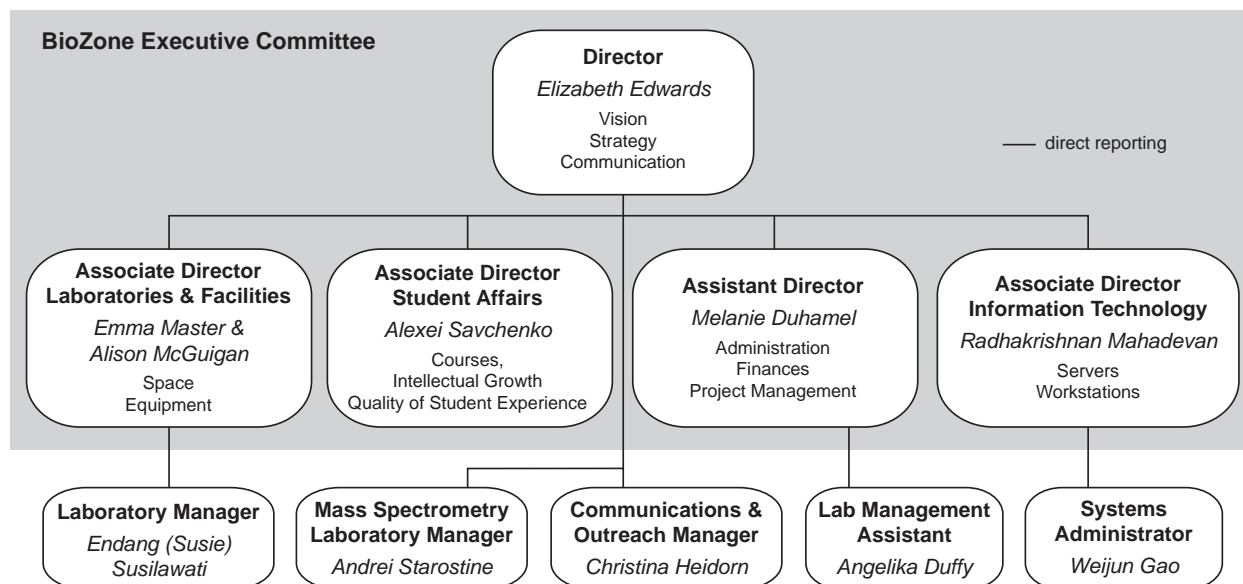 BioZone Executive Committee
Director
Elizabeth Edwards
Vision
Strategy
Communication
direct reporting
Associate Director
Laboratories & Facilities
Emma Master &
Alison McGuigan
Space
Equipment
Associate Director
Student Affairs
Alexei Savchenko
Courses,
Intellectual Growth
Quality of Student Experience
Assistant Director
Melanie Duhamel
Administration
Finances
Project Management
Associate Director
Information Technology
Radhakrishnan Mahadevan
Servers
Workstations
Laboratory Manager
Endang (Susie)
Susilawati
Mass Spectrometry
Laboratory Manager
Andrei Starostine
Communications &
Outreach Manager
Christina Heidorn
Lab Management
Assistant
Angelika Duffy
Systems
Administrator
Weijun Gao